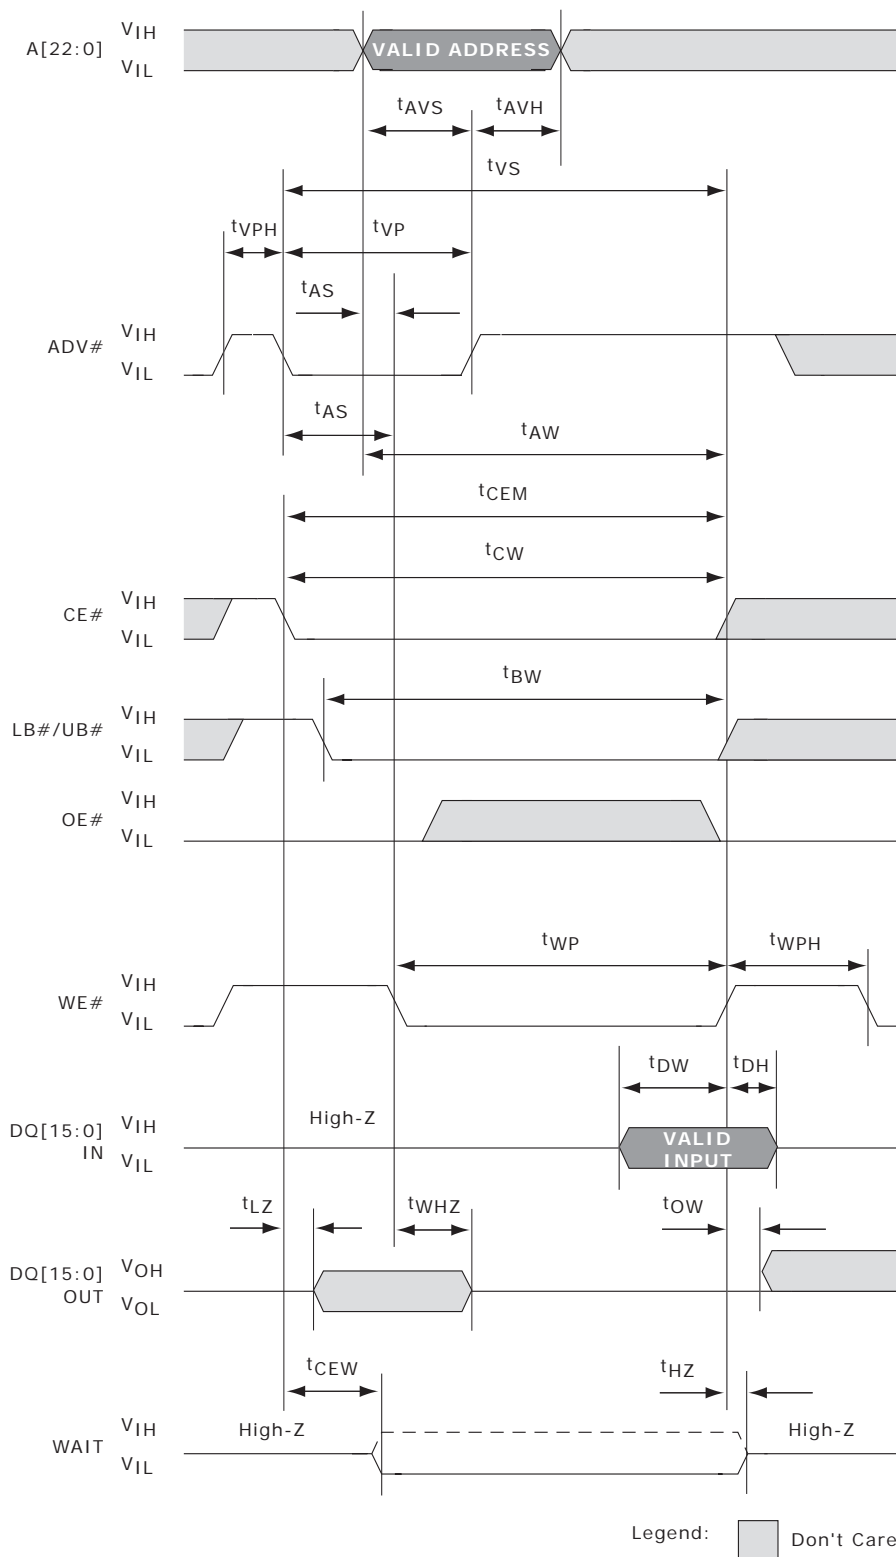 A[22:0] VIH
VIL
VALID ADDRESS
tAVS tAVH
tVS
tVPH tVP
tAS
ADV# VIH
VIL
tAS
tAW
tCEM
tCW
CE# VIH
VIL
tBW
LB#/UB# VIH
VIL
OE# VIH
VIL
tWP tWPH
WE# VIH
VIL
tDW tDH
DQ[15:0]
IN
VIH
VIL
High-Z
VALID
INPUT
tLZ tWHZ tOW
DQ[15:0]
OUT
VOH
VOL
tCEW tHZ
WAIT VIH
VIL
High-Z High-Z
Legend: Don't Care